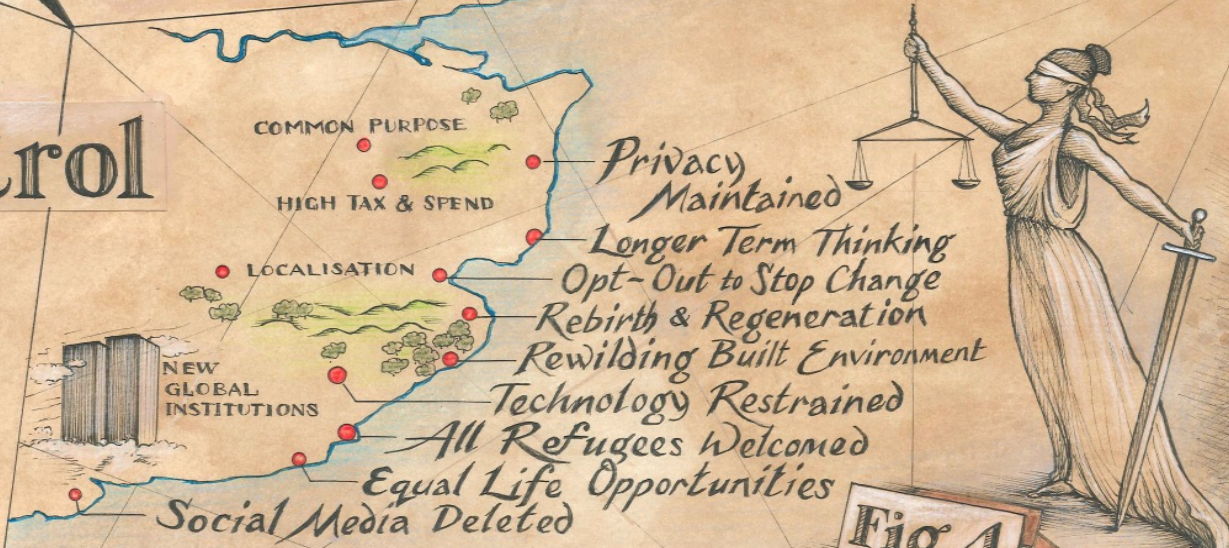 COMMON PURPOSE
rol
HIGH TAX & SPEND
Privacy
Maintained
Longer Term Thinking
LOCALISATION
Opt-Out to Stop Change
Rebirth & Regeneration
Rewilding Built Environment
NEW
GLOBAL
INSTITUTIONS
Technology Restrained
All Refugees Welcomed
Equal Life Opportunities
Social Media Deleted
Fig 4